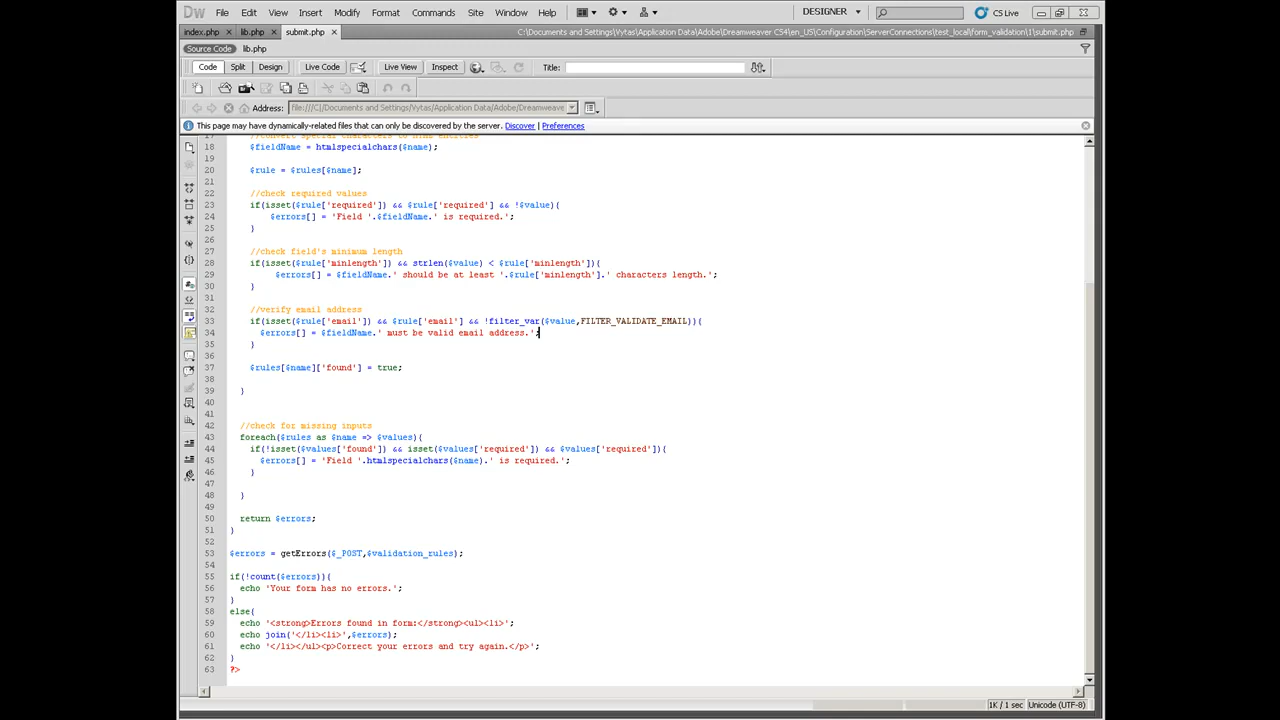 Dw File Edit View Insert Modify Format Commands Site Window Help DESIGNER CS Live
index.php × lib.php × submit.php × C:\Documents and Settings\Vytas\Application Data\Adobe\Dreamweaver CS4\en_US\Configuration\ServerConnections\test_local\form_validation\1\submit.php
Source Code lib.php
Code Split Design Live Code Live View Inspect Title:
Address: file:///C|/Documents and Settings/Vytas/Application Data/Adobe/Dreamweaver
This page may have dynamically-related files that can only be discovered by the server. Discover | Preferences
17 //convert special characters to html entities
18 $fieldName = htmlspecialchars($name);
19
20 $rule = $rules[$name];
21
22 //check required values
23 if(isset($rule['required']) && $rule['required'] && !$value){
24 $errors[] = 'Field '.$fieldName.' is required.';
25 }
26
27 //check field's minimum length
28 if(isset($rule['minlength']) && strlen($value) < $rule['minlength']){
29 $errors[] = $fieldName.' should be at least '.$rule['minlength'].' characters length.';
30 }
31
32 //verify email address
33 if(isset($rule['email']) && $rule['email'] && !filter_var($value,FILTER_VALIDATE_EMAIL)){
34 $errors[] = $fieldName.' must be valid email address.';
35 }
36
37 $rules[$name]['found'] = true;
38
39 }
40
41
42 //check for missing inputs
43 foreach($rules as $name => $values){
44 if(!isset($values['found']) && isset($values['required']) && $values['required']){
45 $errors[] = 'Field '.htmlspecialchars($name).' is required.';
46 }
47
48 }
49
50 return $errors;
51 }
52
53 $errors = getErrors($_POST,$validation_rules);
54
55 if(!count($errors)){
56 echo 'Your form has no errors.';
57 }
58 else{
59 echo '<strong>Errors found in form:</strong><ul><li>';
60 echo join('</li><li>',$errors);
61 echo '</li></ul><p>Correct your errors and try again.</p>';
62 }
63 ?>
1K / 1 sec Unicode (UTF-8)